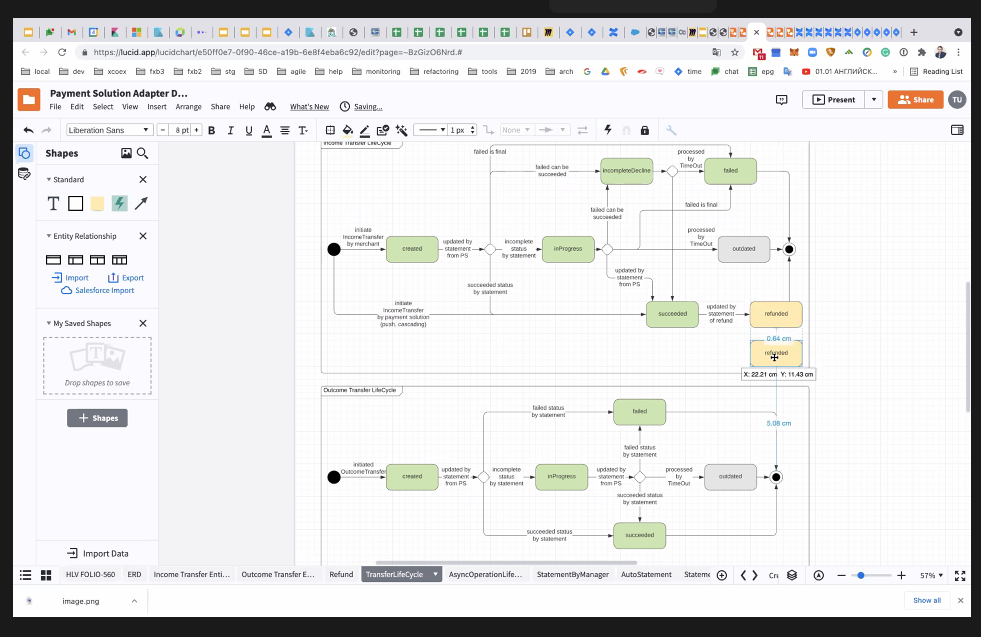 https://lucid.app/lucidchart/e50ff0e7-0f90-46ce-a19b-6e8f4eba6c92/edit?page=~BzGizO6Nrd.#
11
local dev xcoex fxb3 fxb2 stg SD agile help monitoring refactoring tools 2019 arch time chat epg 01.01 АНГЛИЙСК... » Reading List
Payment Solution Adapter D...
File Edit Select View Insert Arrange Share Help What's New Saving...
Present Share TU
Liberation Sans − 8 pt + B I U A T 1 px None
Shapes
Standard
T
Entity Relationship
Import Export
Salesforce Import
My Saved Shapes
T
Drop shapes to save
+ Shapes
Import Data
Income Transfer LifeCycle
failed is final
processed
by
TimeOut
failed can be
succeeded
incompleteDecline
failed
failed can be
succeeded
failed is final
initiate
IncomeTransfer
by merchant
created
updated by
statement
from PS
incomplete
status
by statement
inProgress
processed
by
TimeOut
outdated
updated by
statement
from PS
succeeded status
by statement
initiate
IncomeTransfer
by payment solution
(push, cascading)
succeeded
updated by
statement
of refund
refunded
0.64 cm
refunded
X: 22.21 cm Y: 11.43 cm
Outcome Transfer LifeCycle
failed status
by statement
failed
5.08 cm
failed status
by statement
initiated
OutcomeTransfer
created
updated by
statement
from PS
incomplete
status
by statement
inProgress
updated by
statement
from PS
processed
by
TimeOut
outdated
succeeded status
by statement
succeeded status
by statement
succeeded
HLV FOLIO-560 ERD Income Transfer Enti... Outcome Transfer E... Refund TransferLifeCycle AsyncOperationLife... StatementByManager AutoStatement Stateme 57%
image.png
Show all